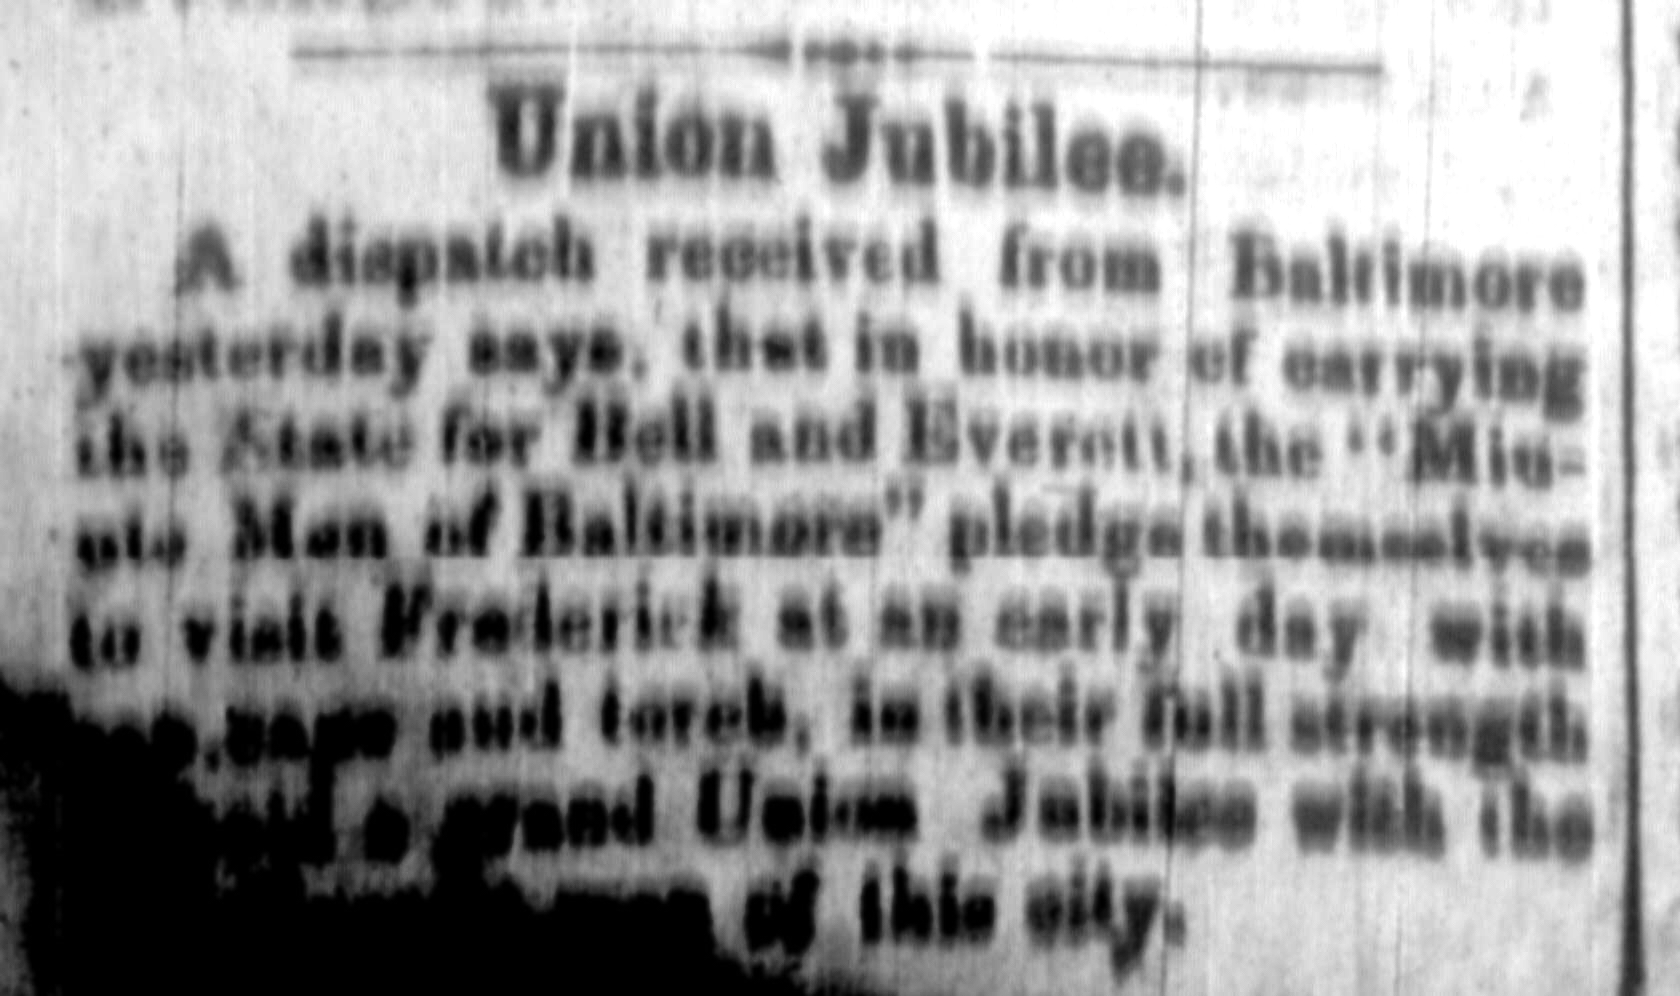 Union Jubilee.
A dispatch received from Baltimore
yesterday says, that in honor of carrying
the State for Bell and Everett, the "Min-
ute Men of Baltimore" pledge themselves
to visit Frederick at an early day with
cape and torch, in their full strength
a grand Union Jubilee with the
of this city.